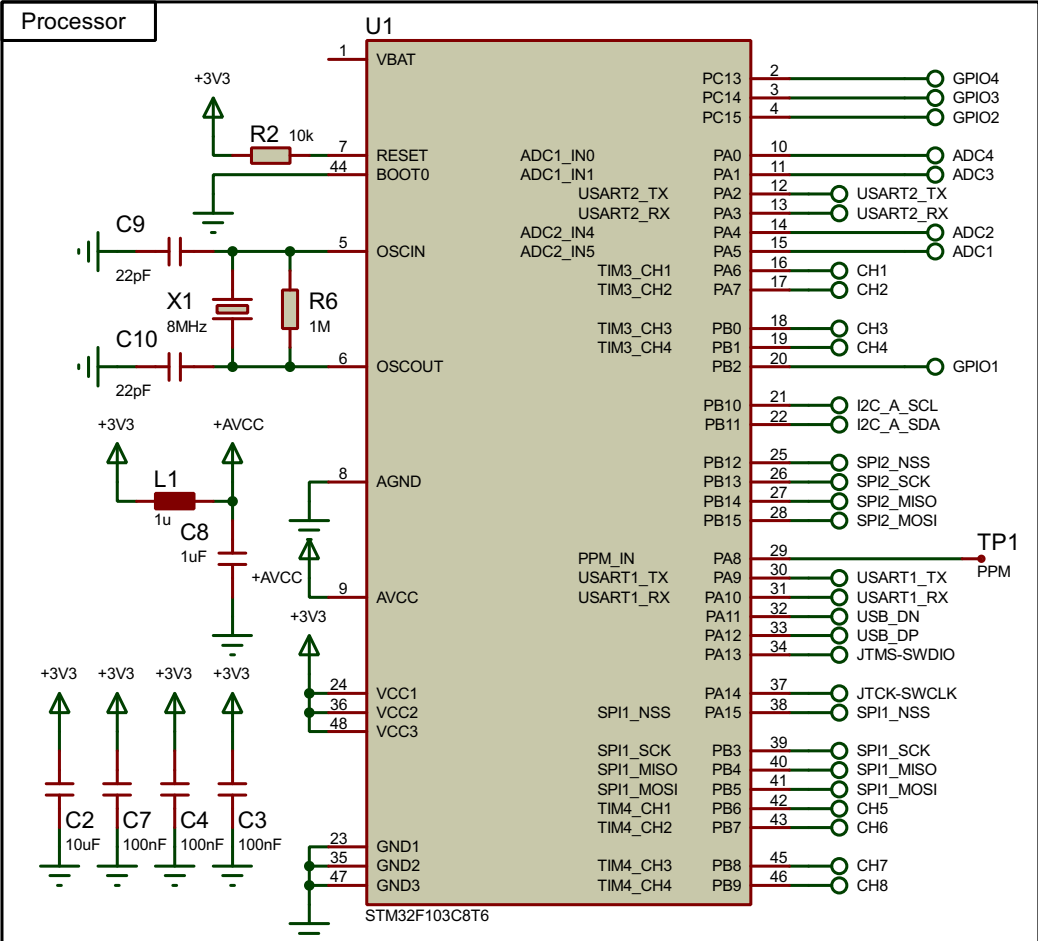 Processor
U1
1 VBAT
+3V3
R2 10k
7 RESET
44 BOOT0
C9
22pF
5 OSCIN
X1
8MHz
R6
1M
C10
22pF
6 OSCOUT
+3V3 +AVCC
L1
1u
C8
1uF
8 AGND
+AVCC
9 AVCC
+3V3
24 VCC1
36 VCC2
48 VCC3
+3V3 +3V3 +3V3 +3V3
C2 C7 C4 C3
10uF 100nF 100nF 100nF
23 GND1
35 GND2
47 GND3
STM32F103C8T6
PC13 2 GPIO4
PC14 3 GPIO3
PC15 4 GPIO2
ADC1_IN0 PA0 10 ADC4
ADC1_IN1 PA1 11 ADC3
USART2_TX PA2 12 USART2_TX
USART2_RX PA3 13 USART2_RX
ADC2_IN4 PA4 14 ADC2
ADC2_IN5 PA5 15 ADC1
TIM3_CH1 PA6 16 CH1
TIM3_CH2 PA7 17 CH2
TIM3_CH3 PB0 18 CH3
TIM3_CH4 PB1 19 CH4
PB2 20 GPIO1
PB10 21 I2C_A_SCL
PB11 22 I2C_A_SDA
PB12 25 SPI2_NSS
PB13 26 SPI2_SCK
PB14 27 SPI2_MISO
PB15 28 SPI2_MOSI
PPM_IN PA8 29 TP1
PPM
USART1_TX PA9 30 USART1_TX
USART1_RX PA10 31 USART1_RX
PA11 32 USB_DN
PA12 33 USB_DP
PA13 34 JTMS-SWDIO
PA14 37 JTCK-SWCLK
SPI1_NSS PA15 38 SPI1_NSS
SPI1_SCK PB3 39 SPI1_SCK
SPI1_MISO PB4 40 SPI1_MISO
SPI1_MOSI PB5 41 SPI1_MOSI
TIM4_CH1 PB6 42 CH5
TIM4_CH2 PB7 43 CH6
TIM4_CH3 PB8 45 CH7
TIM4_CH4 PB9 46 CH8